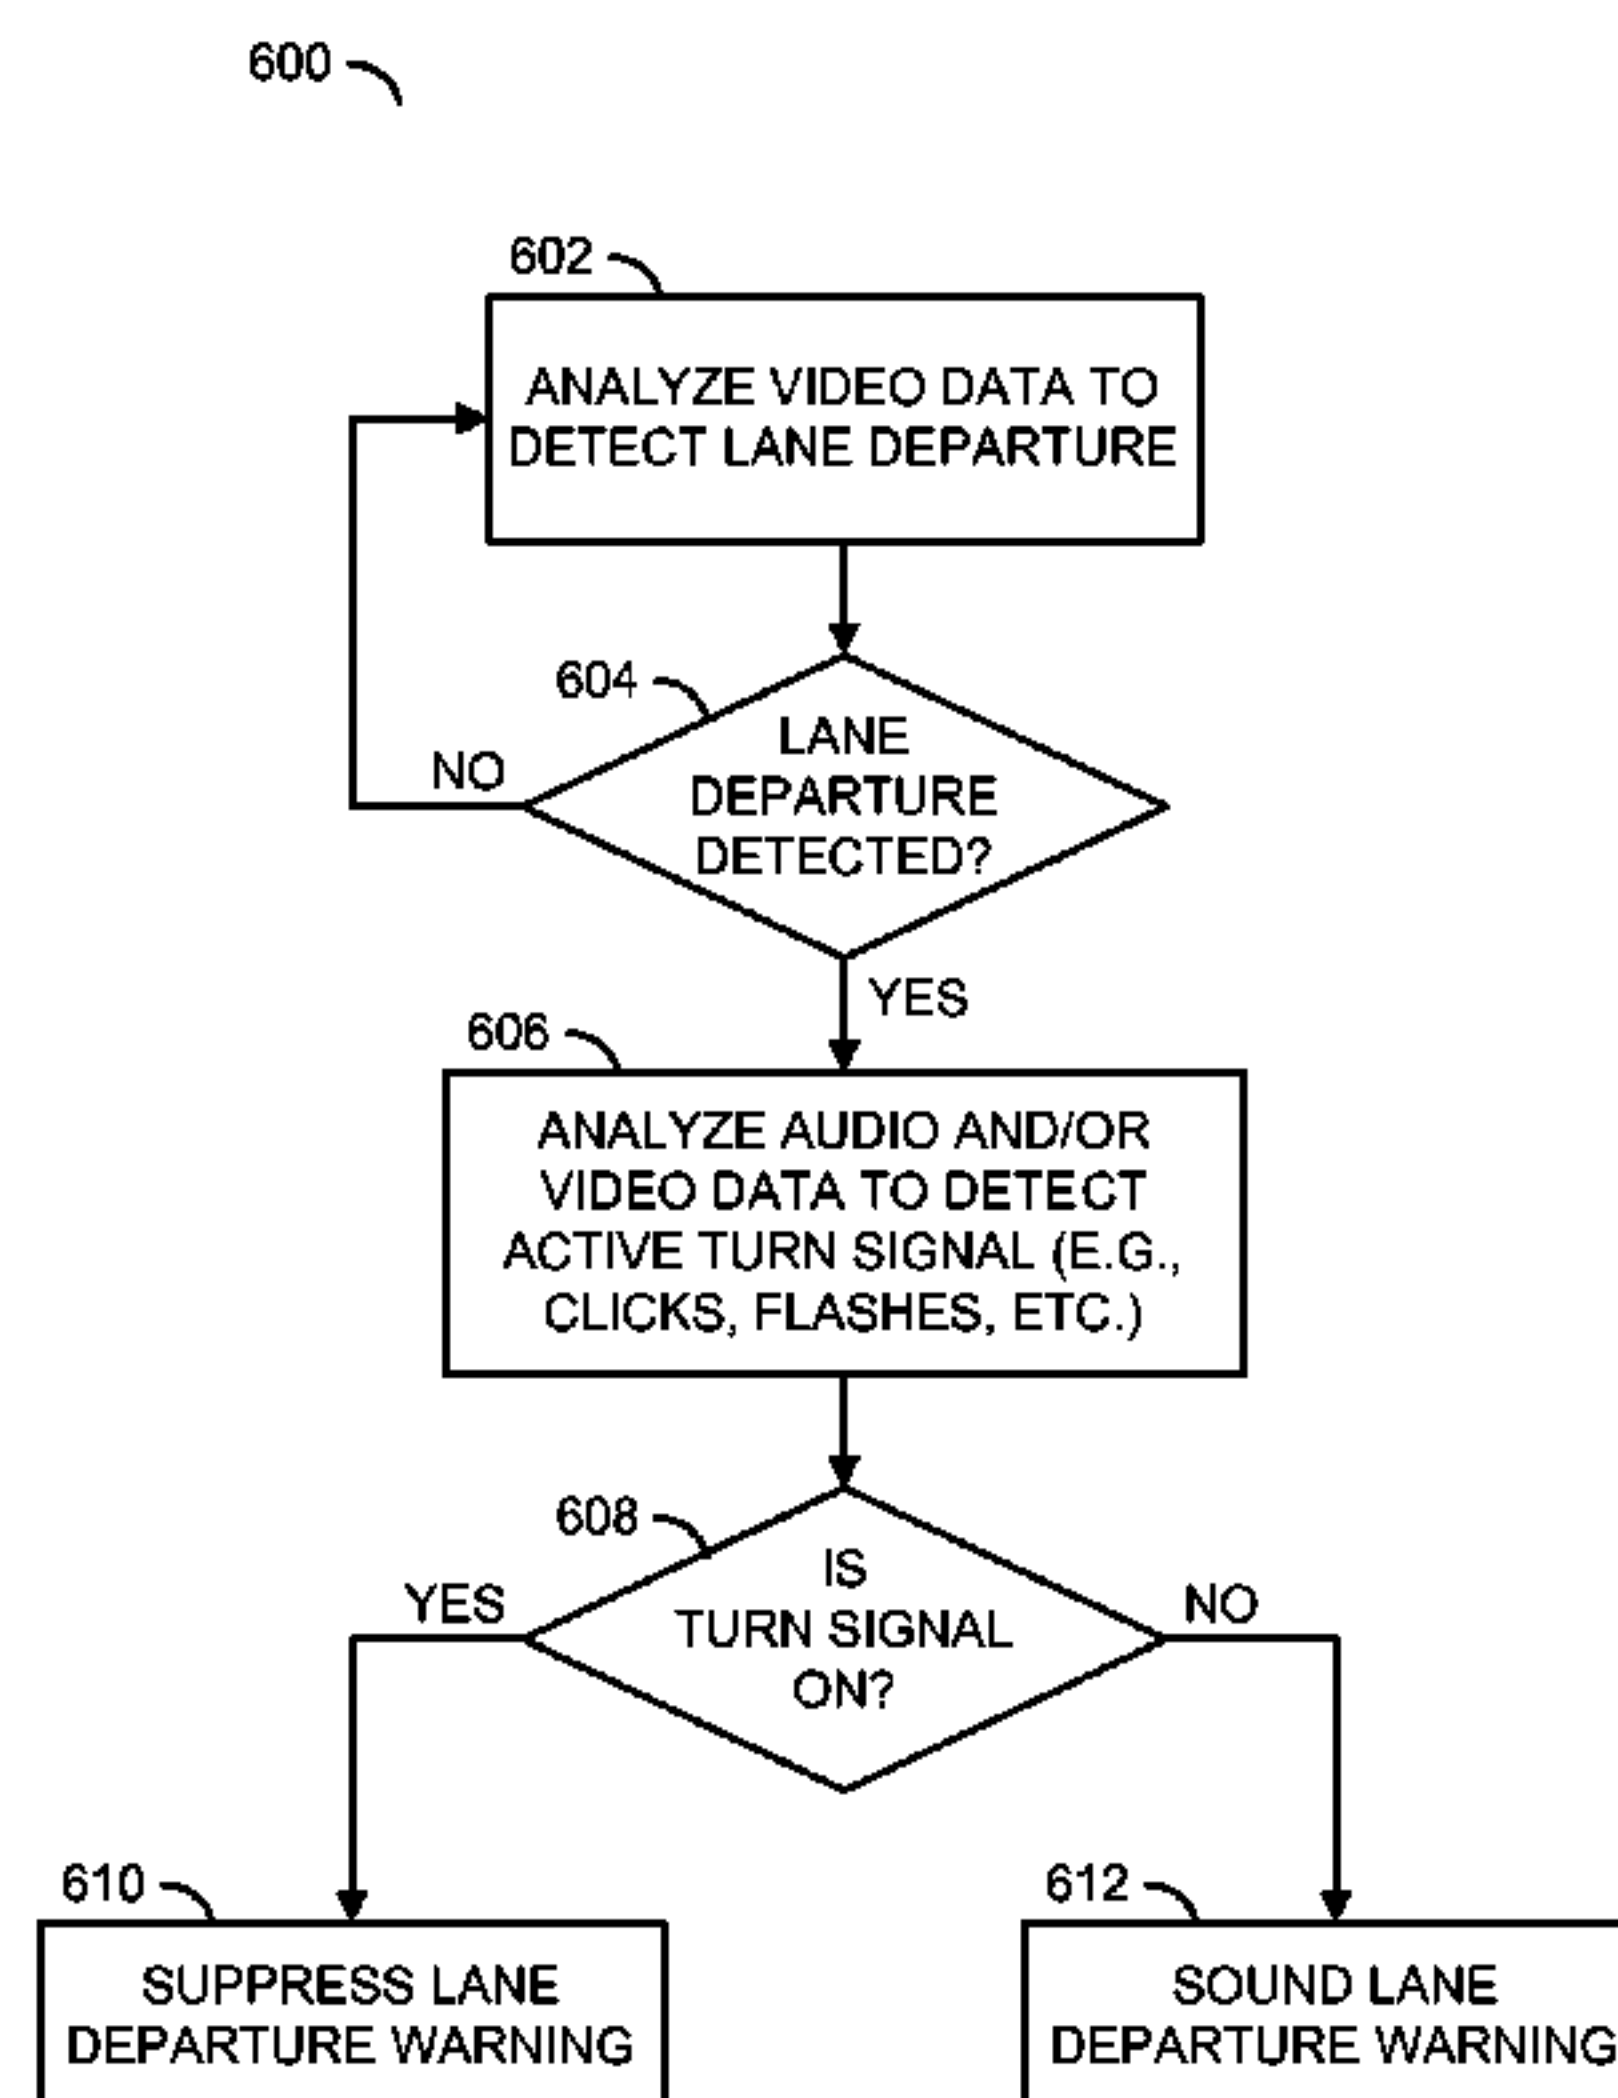 600
602
ANALYZE VIDEO DATA TO
DETECT LANE DEPARTURE
604
LANE
DEPARTURE
DETECTED?
NO
YES
606
ANALYZE AUDIO AND/OR
VIDEO DATA TO DETECT
ACTIVE TURN SIGNAL (E.G.,
CLICKS, FLASHES, ETC.)
608
IS
TURN SIGNAL
ON?
YES
NO
610
SUPPRESS LANE
DEPARTURE WARNING
612
SOUND LANE
DEPARTURE WARNING